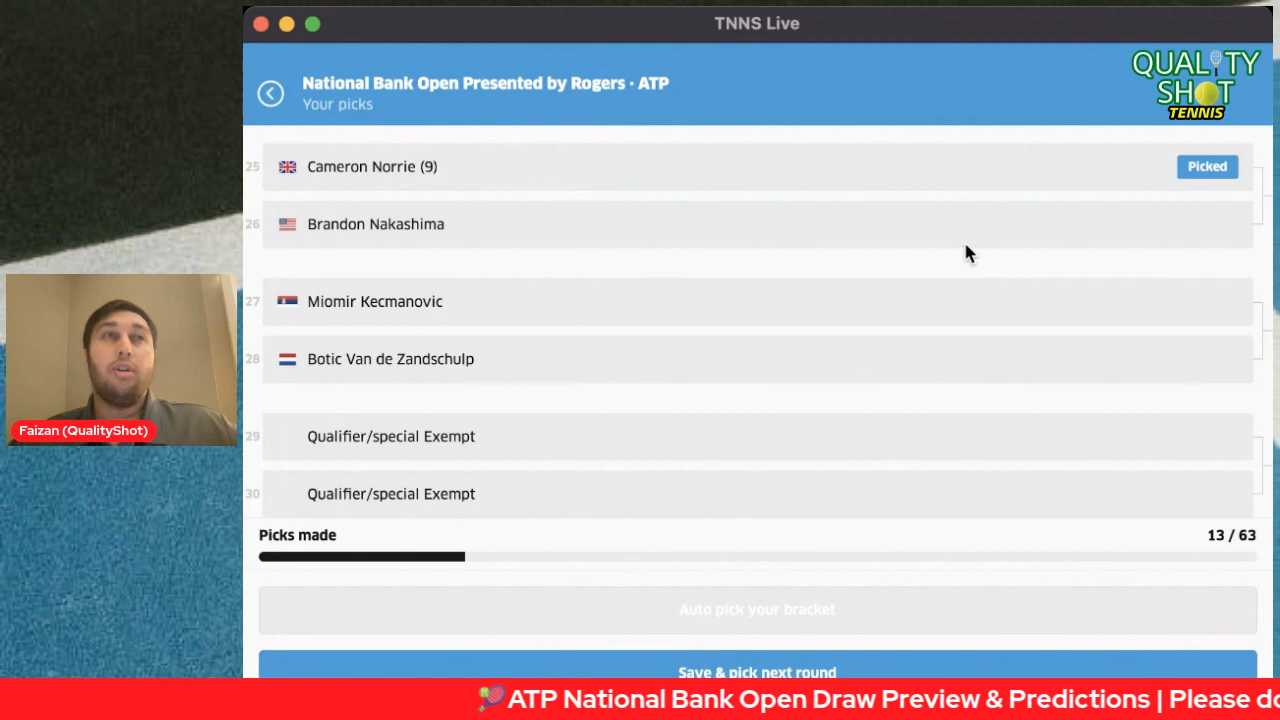 TNNS Live
National Bank Open Presented by Rogers · ATP
Your picks
QUALITY
SHOT
TENNIS
25 Cameron Norrie (9) Picked
26 Brandon Nakashima
27 Miomir Kecmanovic
28 Botic Van de Zandschulp
29 Qualifier/special Exempt
30 Qualifier/special Exempt
Faizan (QualityShot)
Picks made 13 / 63
Auto pick your bracket
Save & pick next round
🎾ATP National Bank Open Draw Preview & Predictions | Please do